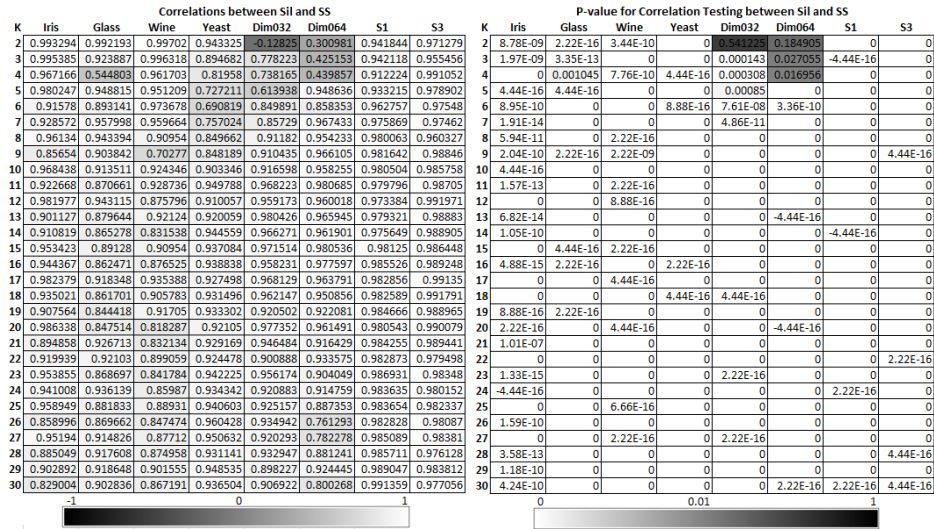 Correlations between Sil and SS P-value for Correlation Testing between Sil and SS
K Iris Glass Wine Yeast Dim032 Dim064 S1 S3 K Iris Glass Wine Yeast Dim032 Dim064 S1 S3
2 0.993294 0.992193 0.99702 0.943325 -0.12825 0.300981 0.941844 0.971279 2 8.78E-09 2.22E-16 3.44E-10 0 0.541225 0.184905 0 0
3 0.995385 0.923887 0.996318 0.894682 0.778223 0.425153 0.942118 0.955456 3 1.97E-09 3.35E-13 0 0 0.000143 0.027055 -4.44E-16 0
4 0.967166 0.544803 0.961703 0.81958 0.738165 0.439857 0.912224 0.991052 4 0 0.001045 7.76E-10 4.44E-16 0.000308 0.016956 0 0
5 0.980247 0.948815 0.951209 0.727211 0.613938 0.948636 0.933215 0.978902 5 4.44E-16 4.44E-16 0 0 0.00085 0 0 0
6 0.91578 0.893141 0.973678 0.690819 0.849891 0.858353 0.962757 0.97548 6 8.95E-10 0 0 8.88E-16 7.61E-08 3.36E-10 0 0
7 0.928572 0.957998 0.959664 0.757024 0.85729 0.967433 0.975869 0.97462 7 1.91E-14 0 0 0 4.86E-11 0 0 0
8 0.96134 0.943394 0.90954 0.849662 0.91182 0.954233 0.980063 0.960327 8 5.94E-11 0 2.22E-16 0 0 0 0 0
9 0.85654 0.903842 0.70277 0.848189 0.910435 0.966105 0.981642 0.98846 9 2.04E-10 2.22E-16 2.22E-09 0 0 0 0 4.44E-16
10 0.968438 0.913511 0.924346 0.903346 0.916598 0.958255 0.980504 0.985758 10 4.44E-16 0 0 0 0 0 0 0
11 0.922668 0.870661 0.928736 0.949788 0.968223 0.980685 0.979796 0.98705 11 1.57E-13 0 2.22E-16 0 0 0 0 0
12 0.981977 0.943115 0.875796 0.910057 0.959173 0.960018 0.973384 0.991971 12 0 0 8.88E-16 0 0 0 0 0
13 0.901127 0.879644 0.92124 0.920059 0.980426 0.965945 0.979321 0.98883 13 6.82E-14 0 0 0 0 -4.44E-16 0 0
14 0.910819 0.865278 0.831538 0.944559 0.966271 0.961901 0.975649 0.988905 14 1.05E-10 0 0 0 0 0 -4.44E-16 0
15 0.953423 0.89128 0.90954 0.937084 0.971514 0.980536 0.98125 0.986448 15 0 4.44E-16 2.22E-16 0 0 0 0 0
16 0.944367 0.862471 0.876525 0.938838 0.958231 0.977597 0.985526 0.989248 16 4.88E-15 2.22E-16 0 2.22E-16 0 0 0 0
17 0.982379 0.918348 0.935388 0.927498 0.968129 0.963791 0.982856 0.99135 17 0 0 4.44E-16 0 0 0 0 0
18 0.935021 0.861701 0.905783 0.931496 0.962147 0.950856 0.982589 0.991791 18 0 0 0 4.44E-16 4.44E-16 0 0 0
19 0.907564 0.844418 0.91705 0.933302 0.920502 0.922081 0.984666 0.988965 19 8.88E-16 2.22E-16 0 0 0 0 0 0
20 0.986338 0.847514 0.818287 0.92105 0.977352 0.961491 0.980543 0.990079 20 2.22E-16 0 4.44E-16 0 0 -4.44E-16 0 0
21 0.894858 0.926713 0.832134 0.929169 0.946484 0.916429 0.984255 0.989441 21 1.01E-07 0 0 0 0 0 0 0
22 0.919939 0.92103 0.899059 0.924478 0.900888 0.933575 0.982873 0.979498 22 0 0 0 0 0 0 0 2.22E-16
23 0.953855 0.868697 0.841784 0.942225 0.956174 0.904049 0.986931 0.98348 23 1.33E-15 0 0 0 2.22E-16 0 0 0
24 0.941008 0.936139 0.85987 0.934342 0.920883 0.914759 0.983635 0.980152 24 -4.44E-16 0 0 0 0 0 2.22E-16 0
25 0.958949 0.881833 0.88931 0.940603 0.925157 0.887353 0.983654 0.982337 25 0 0 6.66E-16 0 0 0 0 0
26 0.858996 0.869662 0.847474 0.960428 0.934942 0.761293 0.982828 0.98087 26 1.59E-10 0 0 0 0 0 0 0
27 0.95194 0.914826 0.87712 0.950632 0.920293 0.782278 0.985089 0.98381 27 0 0 2.22E-16 0 2.22E-16 0 0 0
28 0.885049 0.917608 0.874958 0.931141 0.932947 0.881241 0.985711 0.976128 28 3.58E-13 0 0 0 0 0 0 4.44E-16
29 0.902892 0.918648 0.901555 0.948535 0.898227 0.924445 0.989047 0.983812 29 1.18E-10 0 0 0 0 0 0 0
30 0.829004 0.902836 0.867191 0.936504 0.906922 0.800268 0.991359 0.977056 30 4.24E-10 0 0 0 0 2.22E-16 2.22E-16 4.44E-16
-1 0 1 0 0.01 1